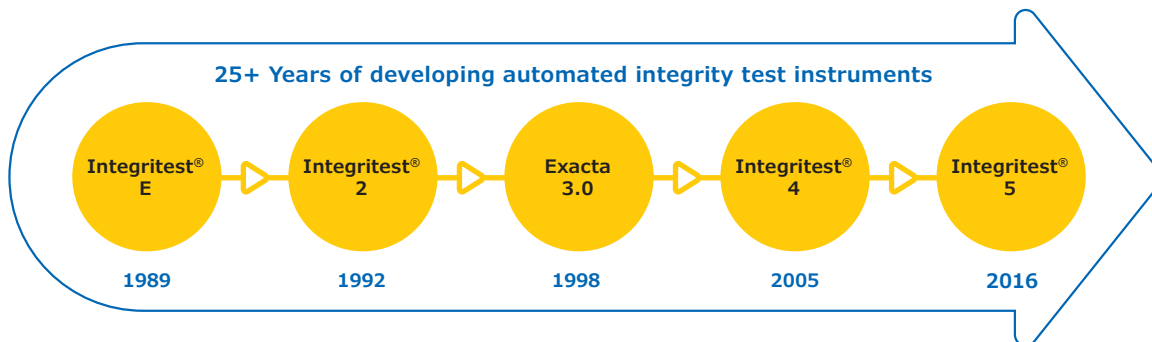 25+ Years of developing automated integrity test instruments
Integritest®
E
Integritest®
2
Exacta
3.0
Integritest®
4
Integritest®
5
1989
1992
1998
2005
2016